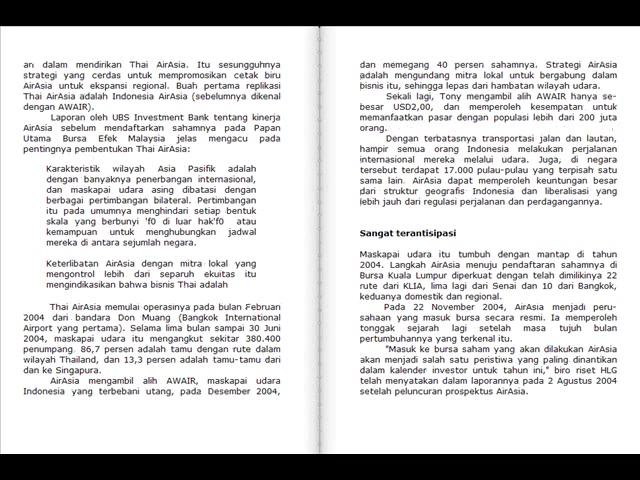 an dalam mendirikan Thai AirAsia. Itu sesungguhnya
strategi yang cerdas untuk mempromosikan cetak biru
AirAsia untuk ekspansi regional. Buah pertama replikasi
Thai AirAsia adalah Indonesia AirAsia (sebelumnya dikenal
dengan AWAIR).
Laporan oleh UBS Investment Bank tentang kinerja
AirAsia sebelum mendaftarkan sahamnya pada Papan
Utama Bursa Efek Malaysia jelas mengacu pada
pentingnya pembentukan Thai AirAsia:
Karakteristik wilayah Asia Pasifik adalah
dengan banyaknya penerbangan internasional,
dan maskapai udara asing dibatasi dengan
berbagai pertimbangan bilateral. Pertimbangan
itu pada umumnya menghindari setiap bentuk
skala yang berbunyi 'f0 di luar hak'f0 atau
kemampuan untuk menghubungkan jadwal
mereka di antara sejumlah negara.
Keterlibatan AirAsia dengan mitra lokal yang
mengontrol lebih dari separuh ekuitas itu
mengindikasikan bahwa bisnis Thai adalah
Thai AirAsia memulai operasinya pada bulan Februari
2004 dari bandara Don Muang (Bangkok International
Airport yang pertama). Selama lima bulan sampai 30 Juni
2004, maskapai udara itu mengangkut sekitar 380.400
penumpang. 86,7 persen adalah tamu dengan rute dalam
wilayah Thailand, dan 13,3 persen adalah tamu-tamu dari
dan ke Singapura.
AirAsia mengambil alih AWAIR, maskapai udara
Indonesia yang terbebani utang, pada Desember 2004,
dan memegang 40 persen sahamnya. Strategi AirAsia
adalah mengundang mitra lokal untuk bergabung dalam
bisnis itu, sehingga lepas dari hambatan wilayah udara.
Sekali lagi, Tony mengambil alih AWAIR hanya se-
besar USD2,00, dan memperoleh kesempatan untuk
memanfaatkan pasar dengan populasi lebih dari 200 juta
orang.
Dengan terbatasnya transportasi jalan dan lautan,
hampir semua orang Indonesia melakukan perjalanan
internasional mereka melalui udara. Juga, di negara
tersebut terdapat 17.000 pulau-pulau yang terpisah satu
sama lain. AirAsia dapat memperoleh keuntungan besar
dari struktur geografis Indonesia dan liberalisasi yang
lebih jauh dari regulasi perjalanan dan perdagangannya.
Sangat terantisipasi
Maskapai udara itu tumbuh dengan mantap di tahun
2004. Langkah AirAsia menuju pendaftaran sahamnya di
Bursa Kuala Lumpur diperkuat dengan telah dimilikinya 22
rute dari KLIA, lima lagi dari Senai dan 10 dari Bangkok,
keduanya domestik dan regional.
Pada 22 November 2004, AirAsia menjadi peru-
sahaan yang masuk bursa secara resmi. Ia memperoleh
tonggak sejarah lagi setelah masa tujuh bulan
pertumbuhannya yang terkenal itu.
"Masuk ke bursa saham yang akan dilakukan AirAsia
akan menjadi salah satu peristiwa yang paling dinantikan
dalam kalender investor untuk tahun ini," biro riset HLG
telah menyatakan dalam laporannya pada 2 Agustus 2004
setelah peluncuran prospektus AirAsia.